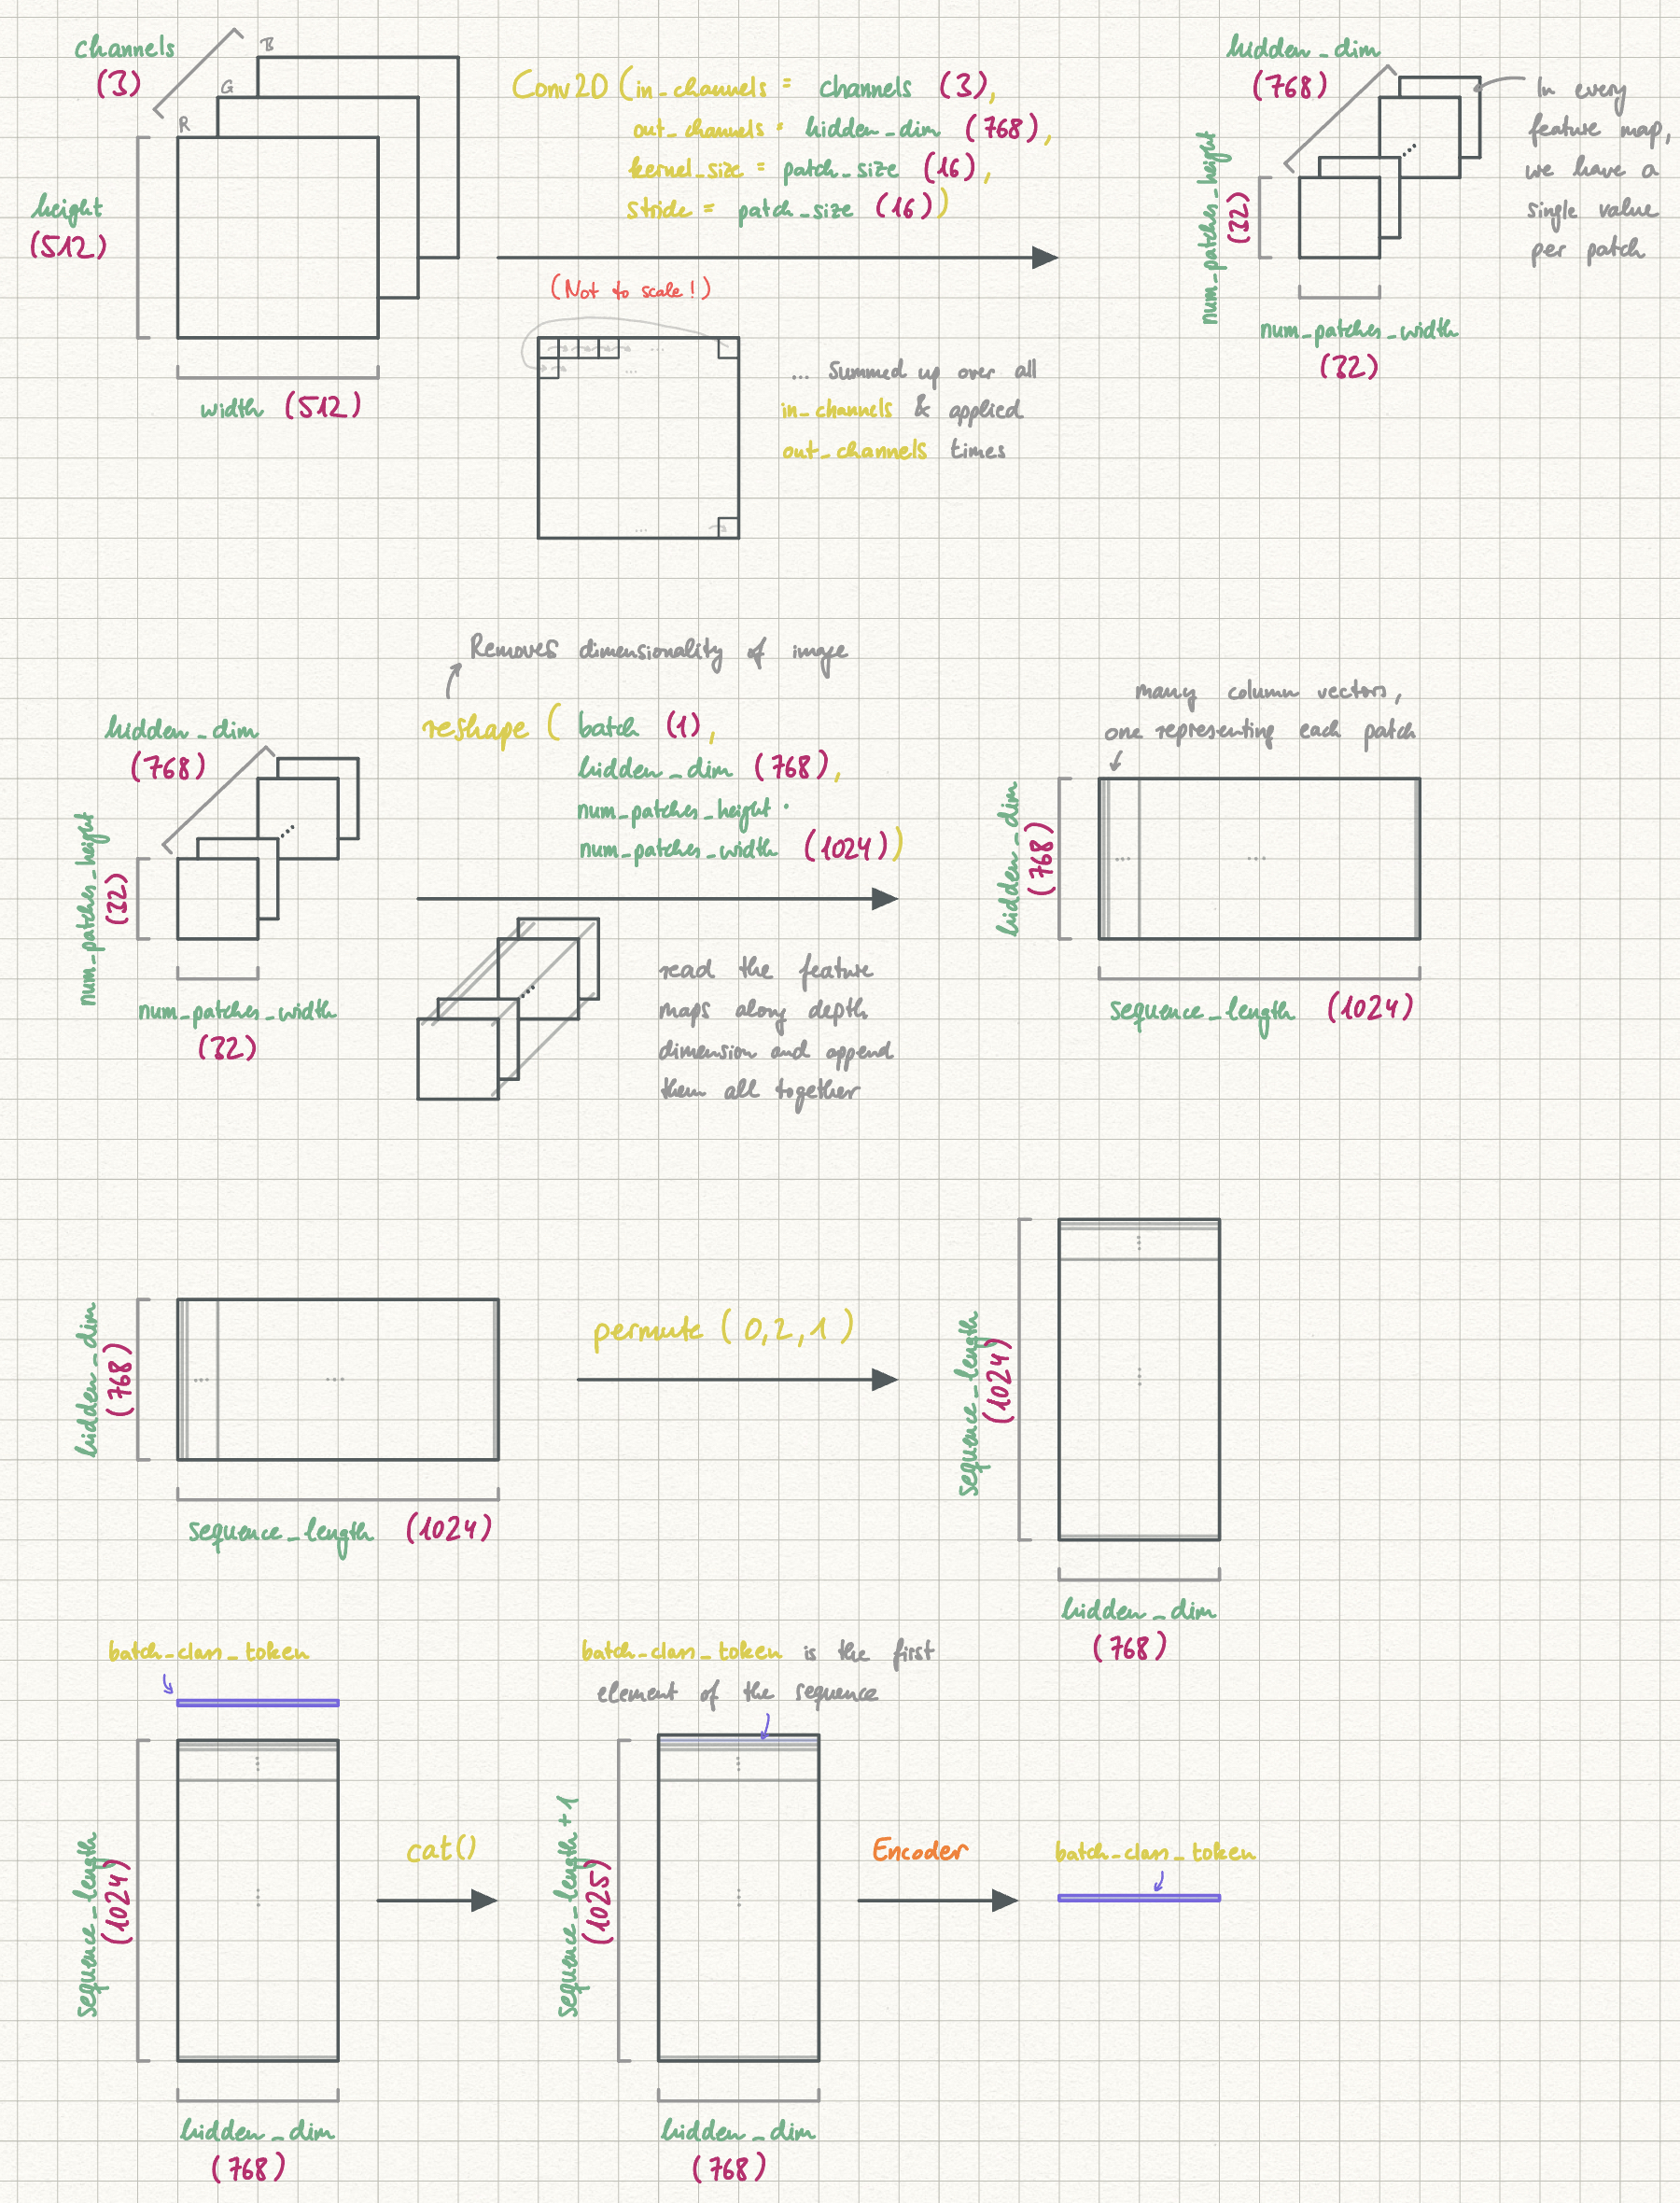 channels
(3)
R
G
B
height
(512)
width (512)
Conv2D (in_channels = channels (3),
out_channels = hidden_dim (768),
kernel_size = patch_size (16),
stride = patch_size (16))
(Not to scale!)
...
...
...
... summed up over all
in_channels & applied
out_channels times
hidden_dim
(768)
num_patches_height
(32)
num_patches_width
(32)
In every
feature map,
we have a
single value
per patch
Removes dimensionality of image
reshape ( batch (1),
hidden_dim (768),
num_patches_height ·
num_patches_width (1024))
hidden_dim
(768)
num_patches_height
(32)
num_patches_width
(32)
read the feature
maps along depth
dimension and append
them all together
many column vectors,
one representing each patch
hidden_dim
(768)
... ...
sequence_length (1024)
hidden_dim
(768)
... ...
sequence_length (1024)
permute (0,2,1)
sequence_length
(1024)
hidden_dim
(768)
batch_class_token
sequence_length
(1024)
hidden_dim
(768)
cat()
batch_class_token is the first
element of the sequence
sequence_length + 1
(1025)
hidden_dim
(768)
Encoder
batch_class_token